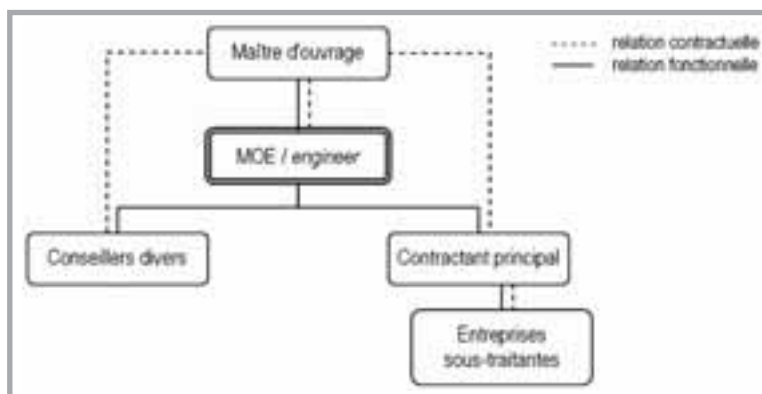 Maître d'ouvrage
relation contractuelle
relation fonctionnelle
MOE / engineer
Conseillers divers
Contractant principal
Entreprises
sous-traitantes